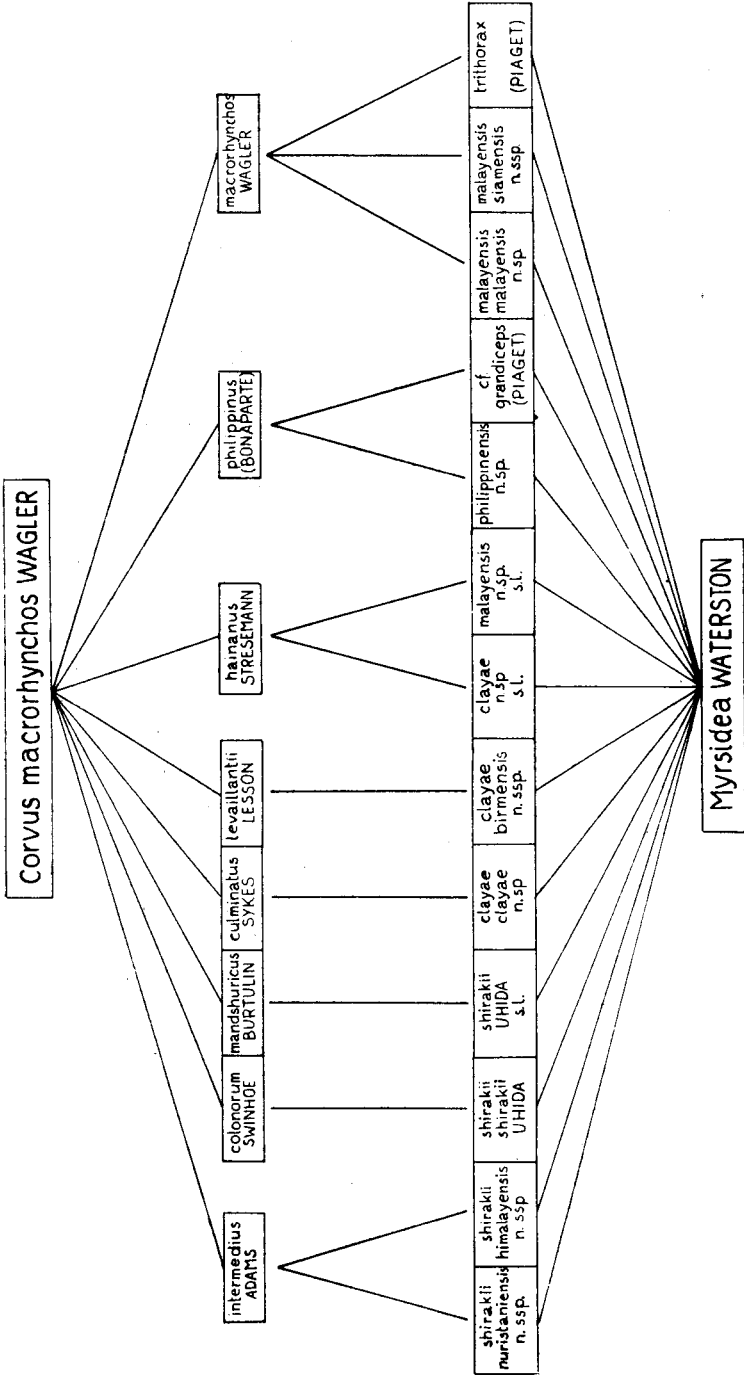 Corvus macrorhynchos WAGLER
intermedius
ADAMS
colonorum
SWINHOE
mandshuricus
BURTULIN
culminatus
SYKES
levaillantii
LESSON
hainanus
STRESEMANN
philippinus
(BONAPARTE)
macrorhynchos
WAGLER
shirakii
nuristaniensis
n. ssp.
shirakii
himalayensis
n. ssp
shirakii
shirakii
UHIDA
shirakii
UHIDA
s.l.
clayae
clayae
n.sp
clayae
birmensis
n. ssp.
clayae
n.sp
s.l.
malayensis
n.sp.
s.l.
philippinensis
n.sp.
cf.
grandiceps
(PIAGET)
malayensis
malayensis
n.sp.
malayensis
siamensis
n.ssp.
trithorax
(PIAGET)
Myrsidea WATERSTON